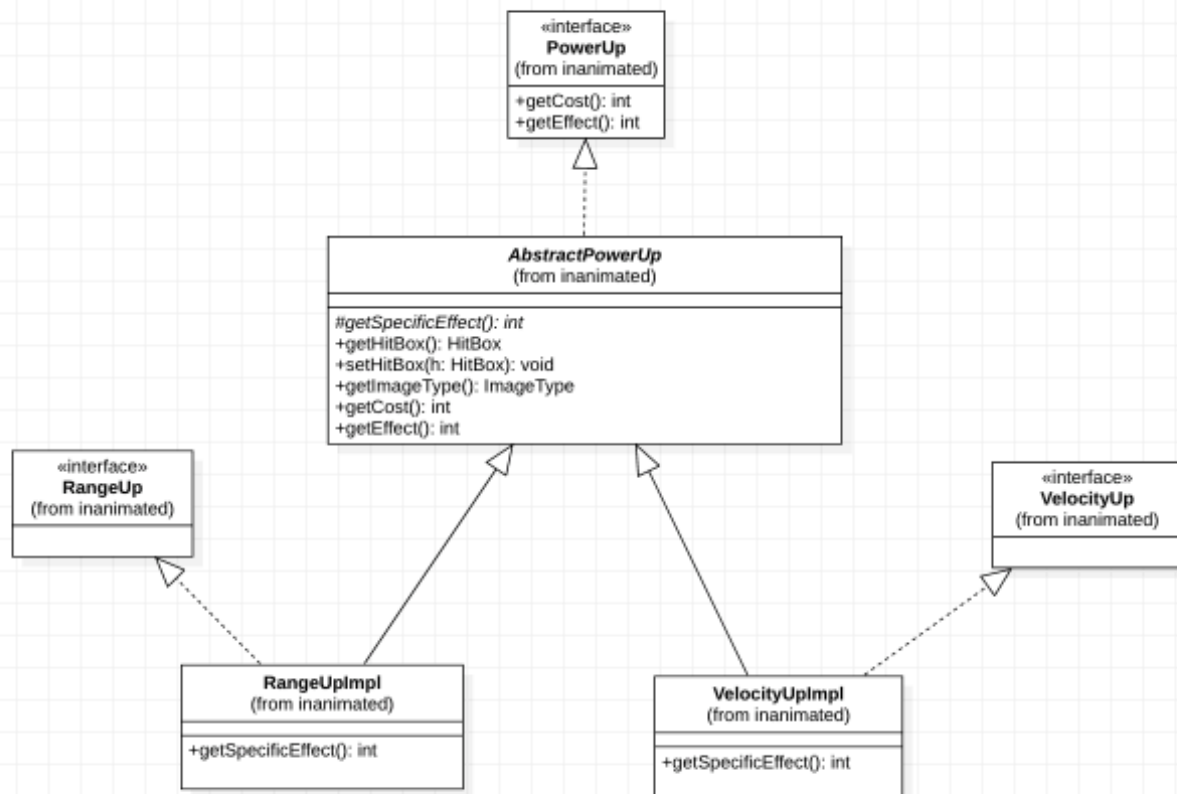 «interface»
PowerUp
(from inanimated)
+getCost(): int
+getEffect(): int
AbstractPowerUp
(from inanimated)
#getSpecificEffect(): int
+getHitBox(): HitBox
+setHitBox(h: HitBox): void
+getImageType(): ImageType
+getCost(): int
+getEffect(): int
«interface»
RangeUp
(from inanimated)
«interface»
VelocityUp
(from inanimated)
RangeUpImpl
(from inanimated)
+getSpecificEffect(): int
VelocityUpImpl
(from inanimated)
+getSpecificEffect(): int